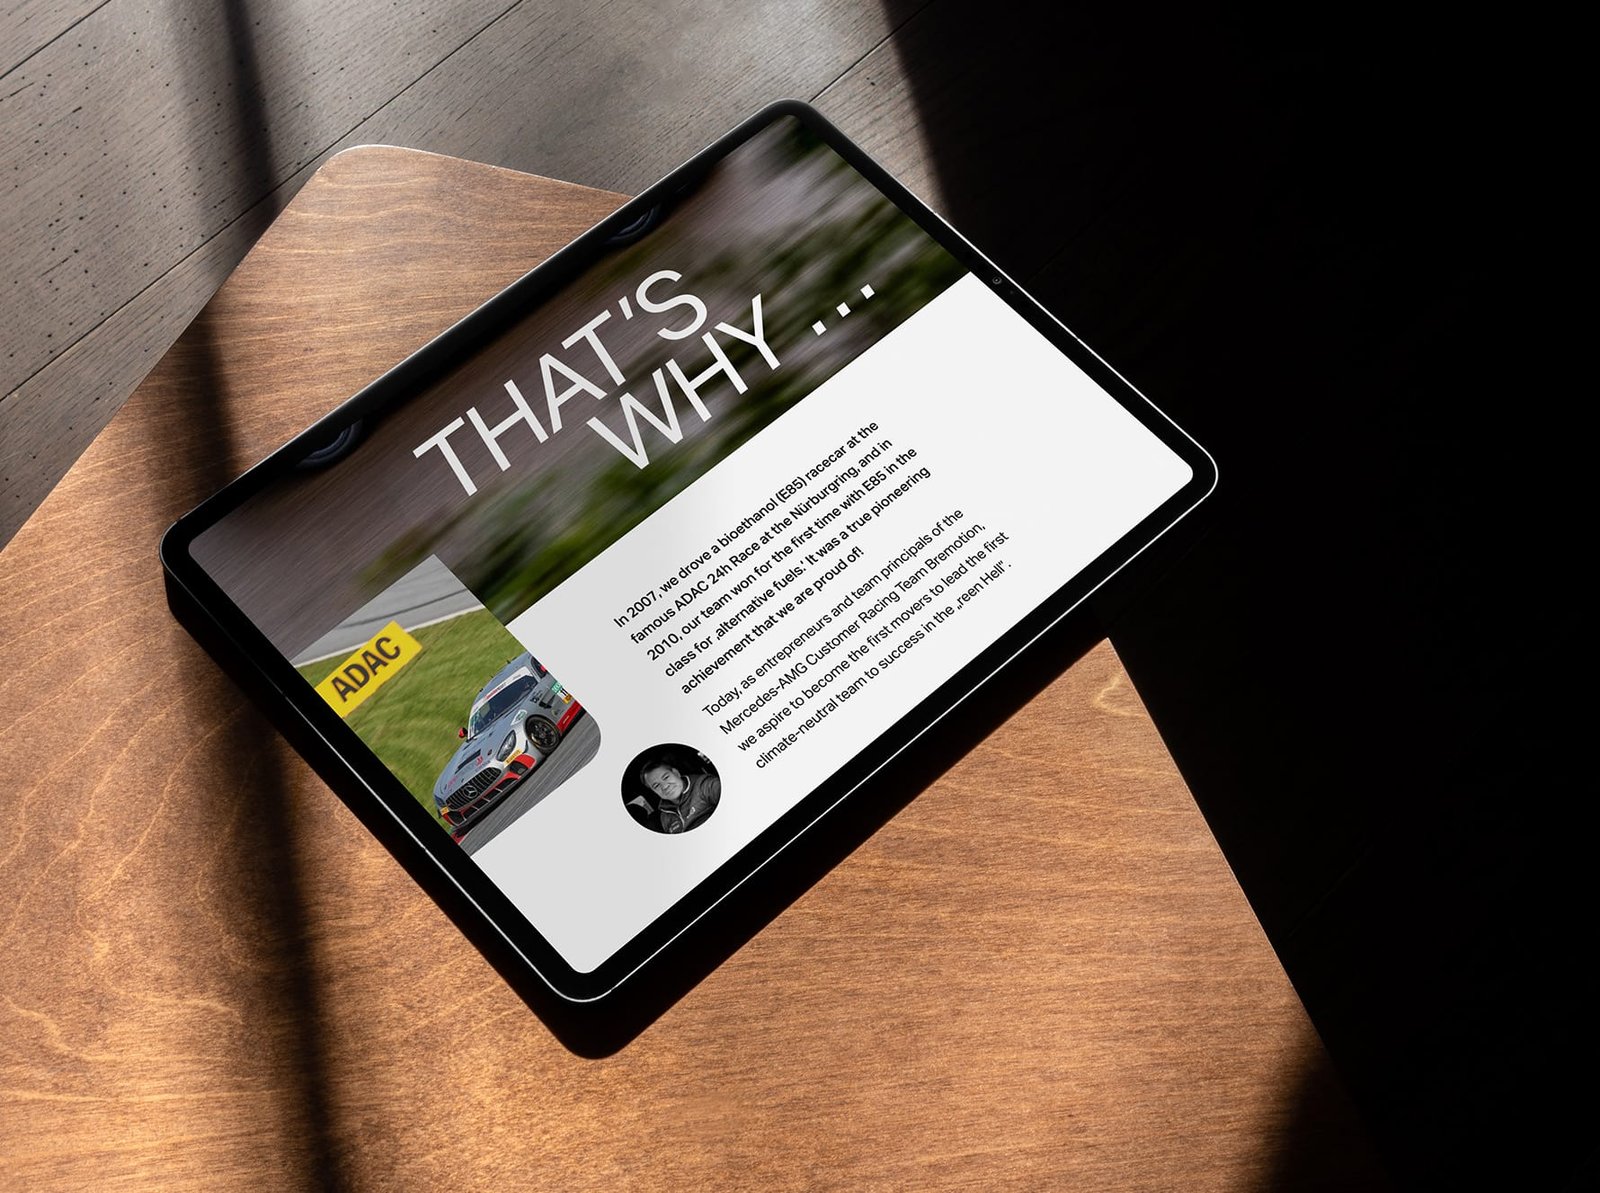 THAT'S
WHY ...
In 2007, we drove a bioethanol (E85) racecar at the
famous ADAC 24h Race at the Nürburgring, and in
2010, our team won for the first time with E85 in the
class for ‚alternative fuels.' It was a true pioneering
achievement that we are proud of!
Today, as entrepreneurs and team principals of the
Mercedes-AMG Customer Racing Team Bremotion,
we aspire to become the first movers to lead the first
climate-neutral team to success in the „reen Hell".
ADAC